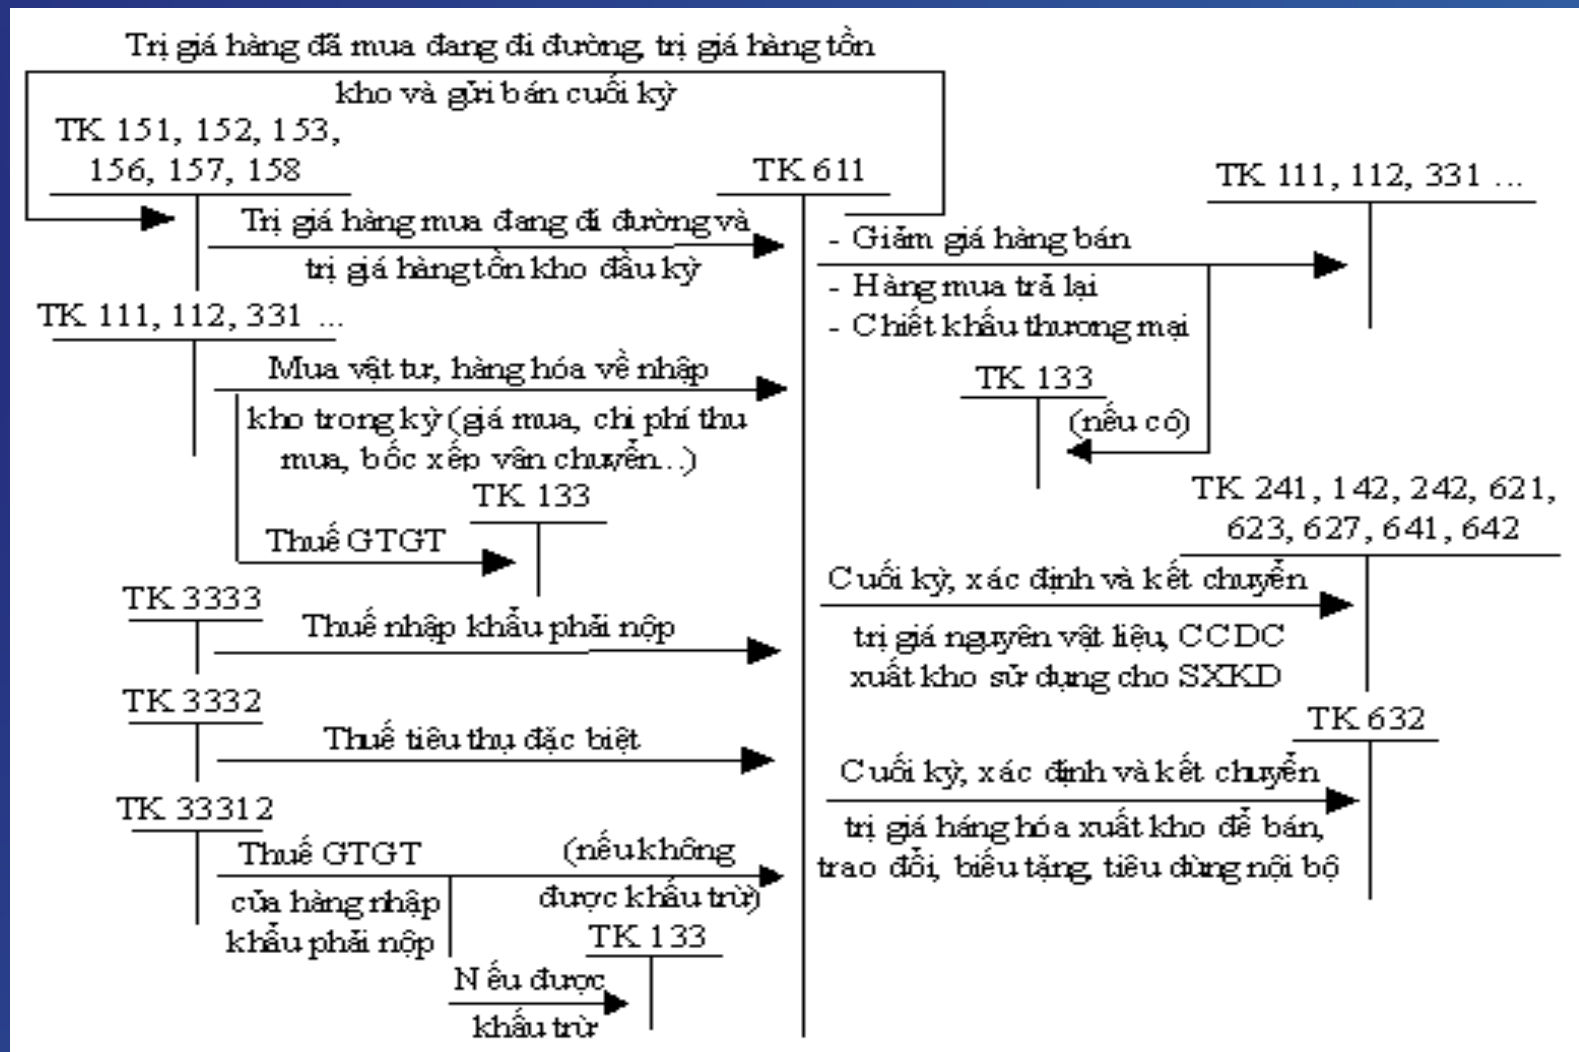 Trị giá hàng đã mua đang đi đường, trị giá hàng tồn
kho và gửi bán cuối kỳ
TK 151, 152, 153,
156, 157, 158
TK 611
TK 111, 112, 331 ...
Trị giá hàng mua đang đi đường và
trị giá hàng tồn kho đầu kỳ
- Giảm giá hàng bán
- Hàng mua trả lại
- Chiết khấu thương mại
TK 111, 112, 331 ...
Mua vật tư, hàng hóa về nhập
kho trong kỳ (giá mua, chi phí thu
mua, bốc xếp vân chuyển...)
TK 133
(nếu có)
TK 133
Thuế GTGT
TK 241, 142, 242, 621,
623, 627, 641, 642
Cuối kỳ, xác định và kết chuyển
trị giá nguyên vật liệu, CCDC
xuất kho sử dụng cho SXKD
TK 3333
Thuế nhập khẩu phải nộp
TK 3332
Thuế tiêu thụ đặc biệt
TK 632
Cuối kỳ, xác định và kết chuyển
trị giá háng hóa xuất kho để bán,
trao đổi, biếu tặng, tiêu dùng nội bộ
TK 33312
Thuế GTGT
của hàng nhập
khẩu phải nộp
(nếu không
được khấu trừ)
TK 133
Nếu được
khấu trừ